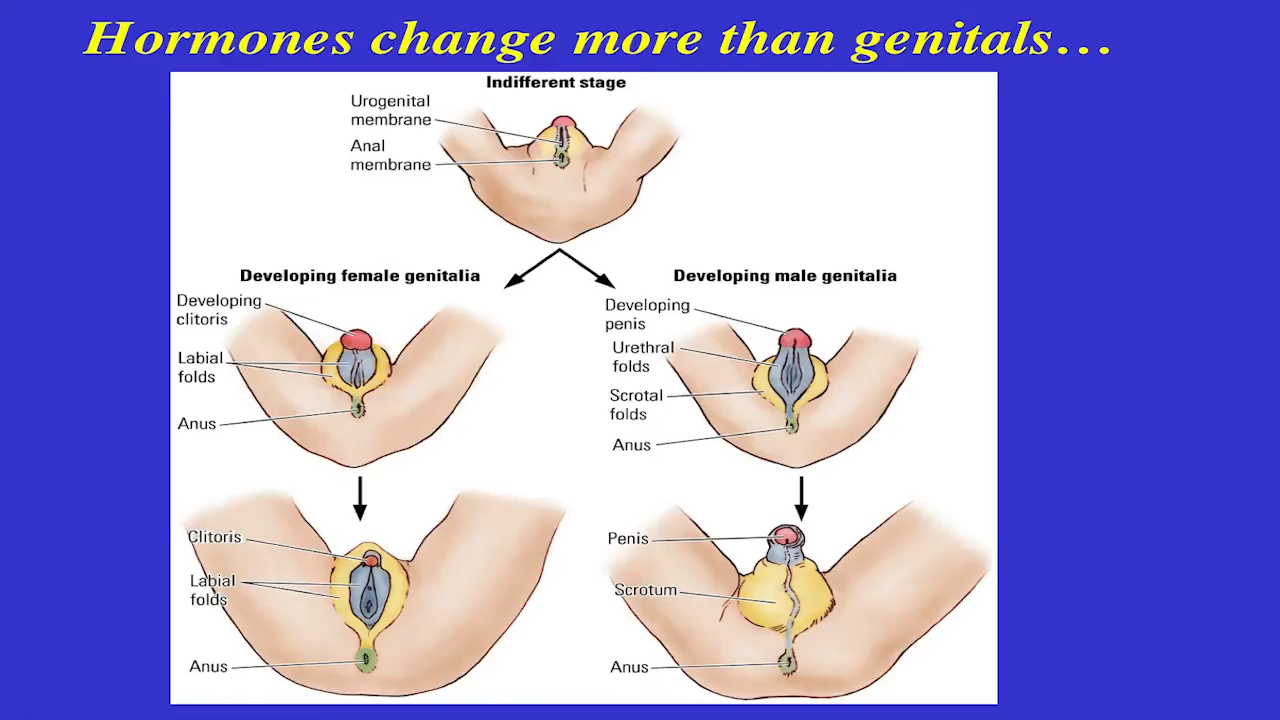 Hormones change more than genitals...
Indifferent stage
Urogenital
membrane
Anal
membrane
Developing female genitalia
Developing
clitoris
Labial
folds
Anus
Developing male genitalia
Developing
penis
Urethral
folds
Scrotal
folds
Anus
Clitoris
Labial
folds
Anus
Penis
Scrotum
Anus